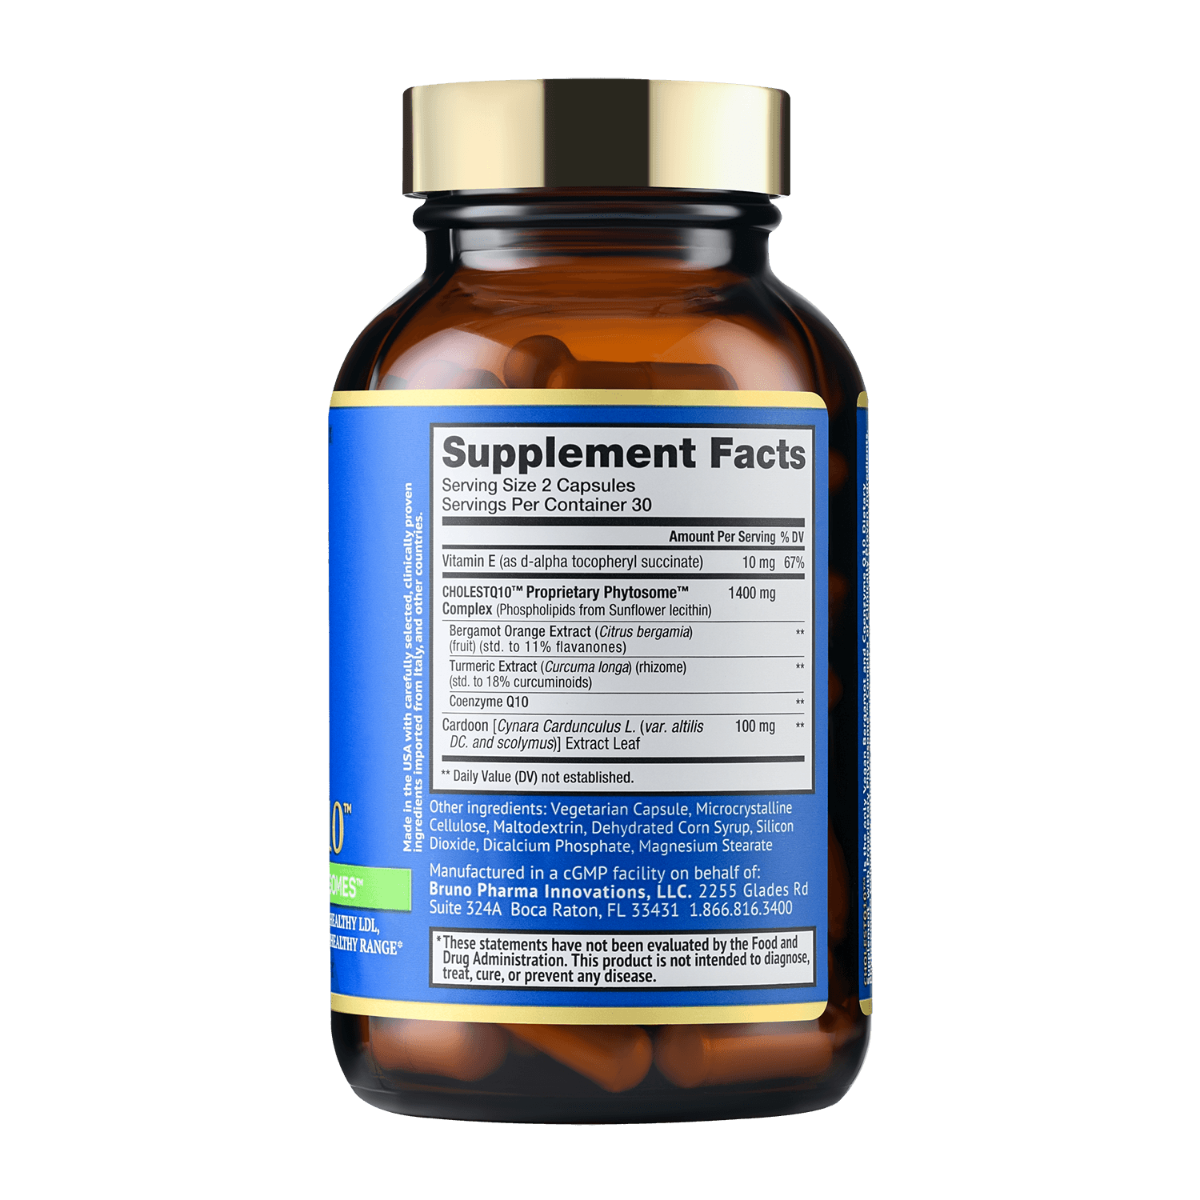 Supplement Facts
Serving Size 2 Capsules
Servings Per Container 30
Amount Per Serving % DV
Vitamin E (as d-alpha tocopheryl succinate) 10 mg 67%
CHOLESTQ10™ Proprietary Phytosome™ 1400 mg
Complex (Phospholipids from Sunflower lecithin)
Bergamot Orange Extract (Citrus bergamia) **
(fruit) (std. to 11% flavanones)
Turmeric Extract (Curcuma longa) (rhizome) **
(std. to 18% curcuminoids)
Coenzyme Q10 **
Cardoon [Cynara Cardunculus L. (var. altilis 100 mg **
DC. and scolymus)] Extract Leaf
** Daily Value (DV) not established.
Other ingredients: Vegetarian Capsule, Microcrystalline
Cellulose, Maltodextrin, Dehydrated Corn Syrup, Silicon
Dioxide, Dicalcium Phosphate, Magnesium Stearate
Manufactured in a cGMP facility on behalf of:
Bruno Pharma Innovations, LLC. 2255 Glades Rd
Suite 324A Boca Raton, FL 33431 1.866.816.3400
*These statements have not been evaluated by the Food and
Drug Administration. This product is not intended to diagnose,
treat, cure, or prevent any disease.
Made in the USA with carefully selected, clinically proven
ingredients imported from Italy, and other countries.
10™
SOMES™
HEALTHY LDL,
HEALTHY RANGE*